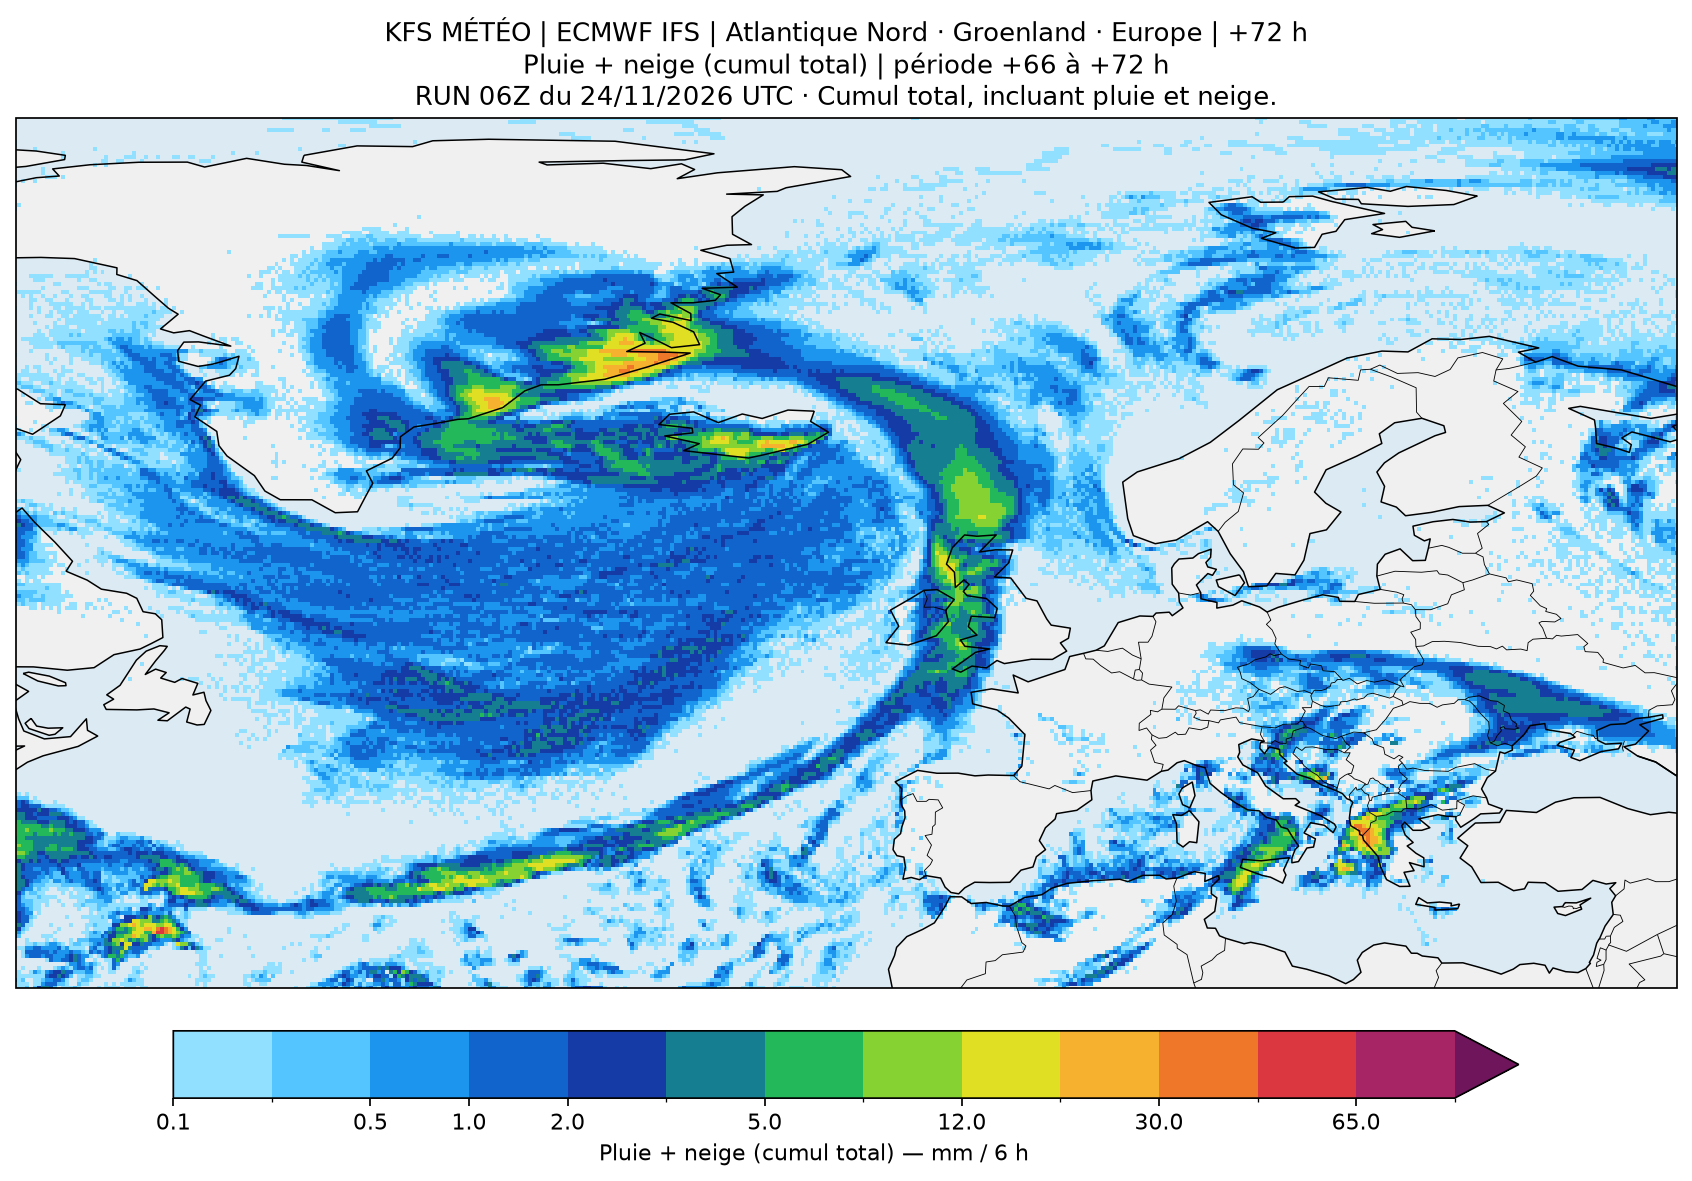 KFS MÉTÉO | ECMWF IFS | Atlantique Nord · Groenland · Europe | +72 h
Pluie + neige (cumul total) | période +66 à +72 h
RUN 06Z du 24/11/2026 UTC · Cumul total, incluant pluie et neige.
0.1 0.5 1.0 2.0 5.0 12.0 30.0 65.0
Pluie + neige (cumul total) — mm / 6 h